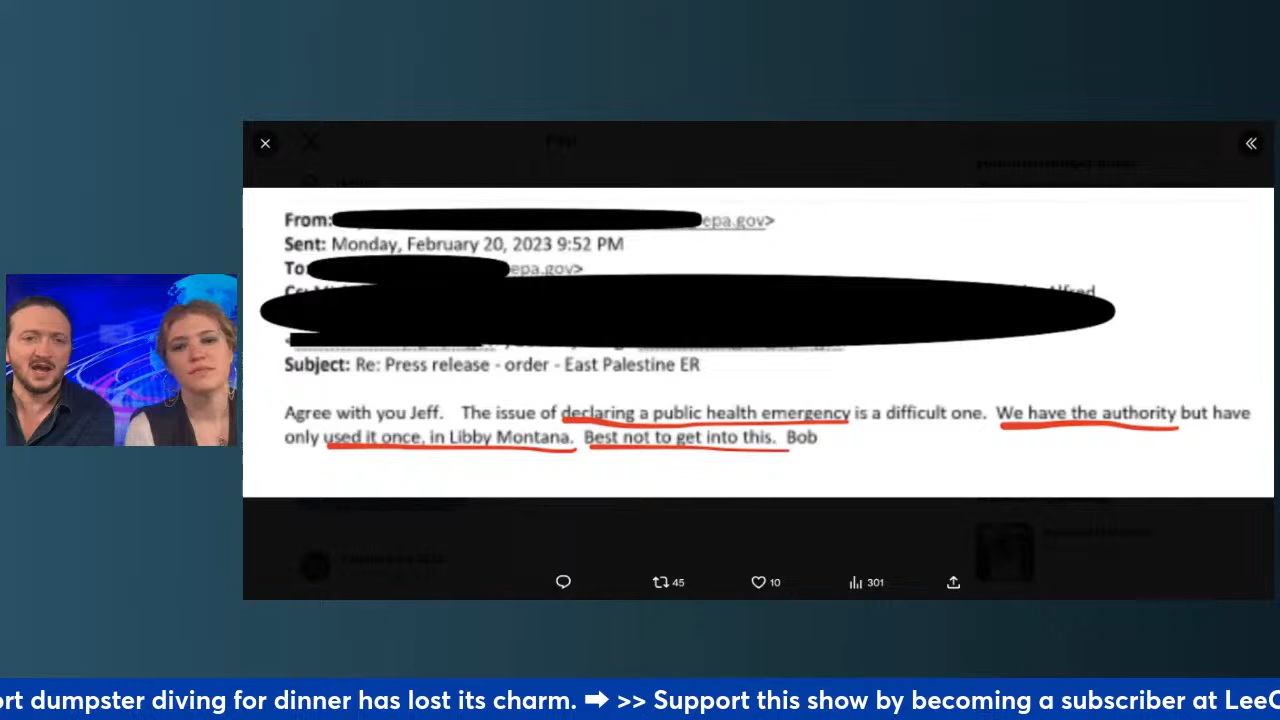 From: epa.gov>
Sent: Monday, February 20, 2023 9:52 PM
To: epa.gov>
Alfred
Subject: Re: Press release - order - East Palestine ER
Agree with you Jeff. The issue of declaring a public health emergency is a difficult one. We have the authority but have
only used it once, in Libby Montana. Best not to get into this. Bob
45
10
301
ort dumpster diving for dinner has lost its charm. ➡ >> Support this show by becoming a subscriber at LeeC